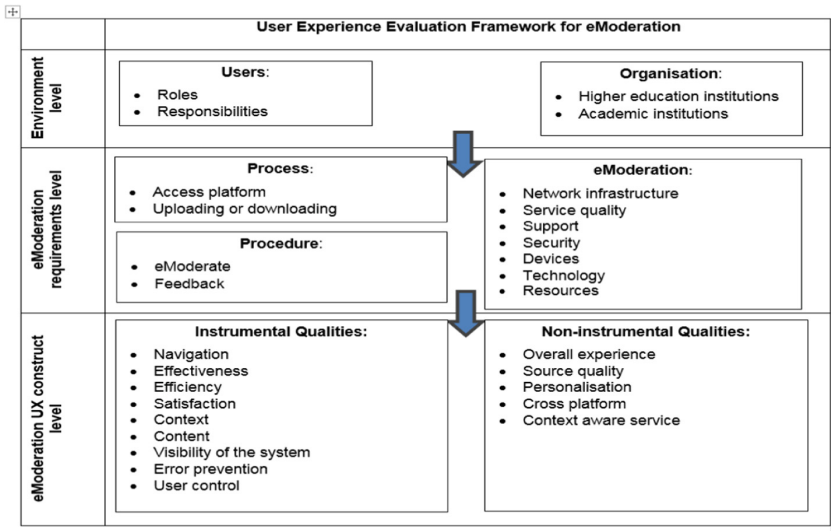 User Experience Evaluation Framework for eModeration
Environment
level
Users:
• Roles
• Responsibilities
Organisation:
• Higher education institutions
• Academic institutions
eModeration
requirements level
Process:
• Access platform
• Uploading or downloading
Procedure:
• eModerate
• Feedback
eModeration:
• Network infrastructure
• Service quality
• Support
• Security
• Devices
• Technology
• Resources
eModeration UX construct
level
Instrumental Qualities:
• Navigation
• Effectiveness
• Efficiency
• Satisfaction
• Context
• Content
• Visibility of the system
• Error prevention
• User control
Non-instrumental Qualities:
• Overall experience
• Source quality
• Personalisation
• Cross platform
• Context aware service